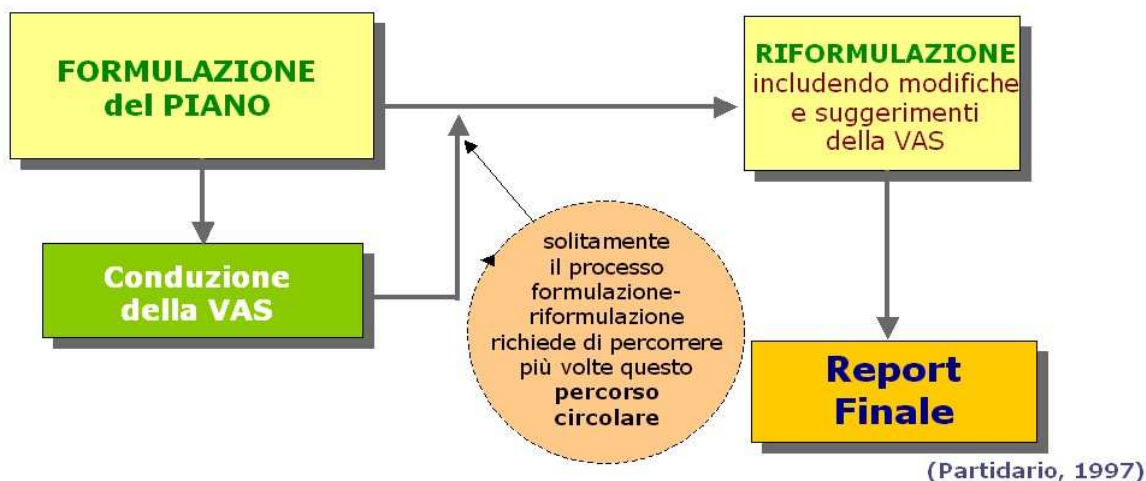 FORMULAZIONE
del PIANO
RIFORMULAZIONE
includendo modifiche
e suggerimenti
della VAS
Conduzione
della VAS
solitamente
il processo
formulazione-
riformulazione
richiede di percorrere
più volte questo
percorso
circolare
Report
Finale
(Partidario, 1997)